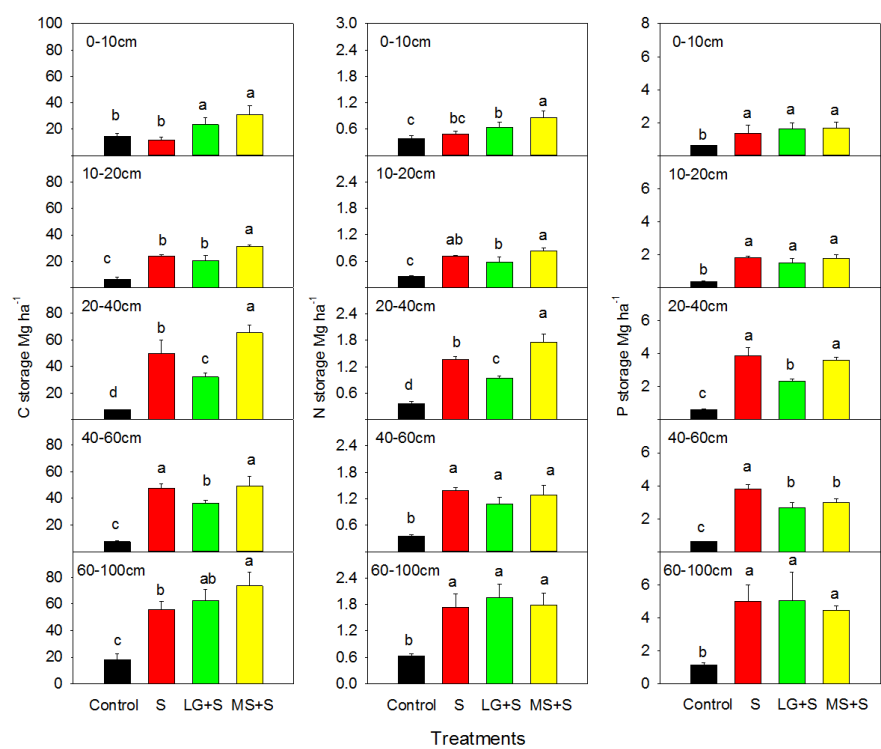 C storage Mg ha-1
100
80
60
40
20
0-10cm
b
b
a
a
80
60
40
20
10-20cm
c
b
b
a
80
60
40
20
20-40cm
d
b
c
a
80
60
40
20
40-60cm
c
a
b
a
80
60
40
20
0
60-100cm
c
b
ab
a
Control S LG+S MS+S
N storage Mg ha-1
3.0
2.4
1.8
1.2
0.6
0-10cm
c
bc
b
a
2.4
1.8
1.2
0.6
10-20cm
c
ab
b
a
2.4
1.8
1.2
0.6
20-40cm
d
b
c
a
2.4
1.8
1.2
0.6
40-60cm
b
a
a
a
2.4
1.8
1.2
0.6
0.0
60-100cm
b
a
a
a
Control S LG+S MS+S
P storage Mg ha-1
8
6
4
2
0-10cm
b
a
a
a
6
4
2
10-20cm
b
a
a
a
6
4
2
20-40cm
c
a
b
a
6
4
2
40-60cm
c
a
b
b
6
4
2
0
60-100cm
b
a
a
a
Control S LG+S MS+S
Treatments